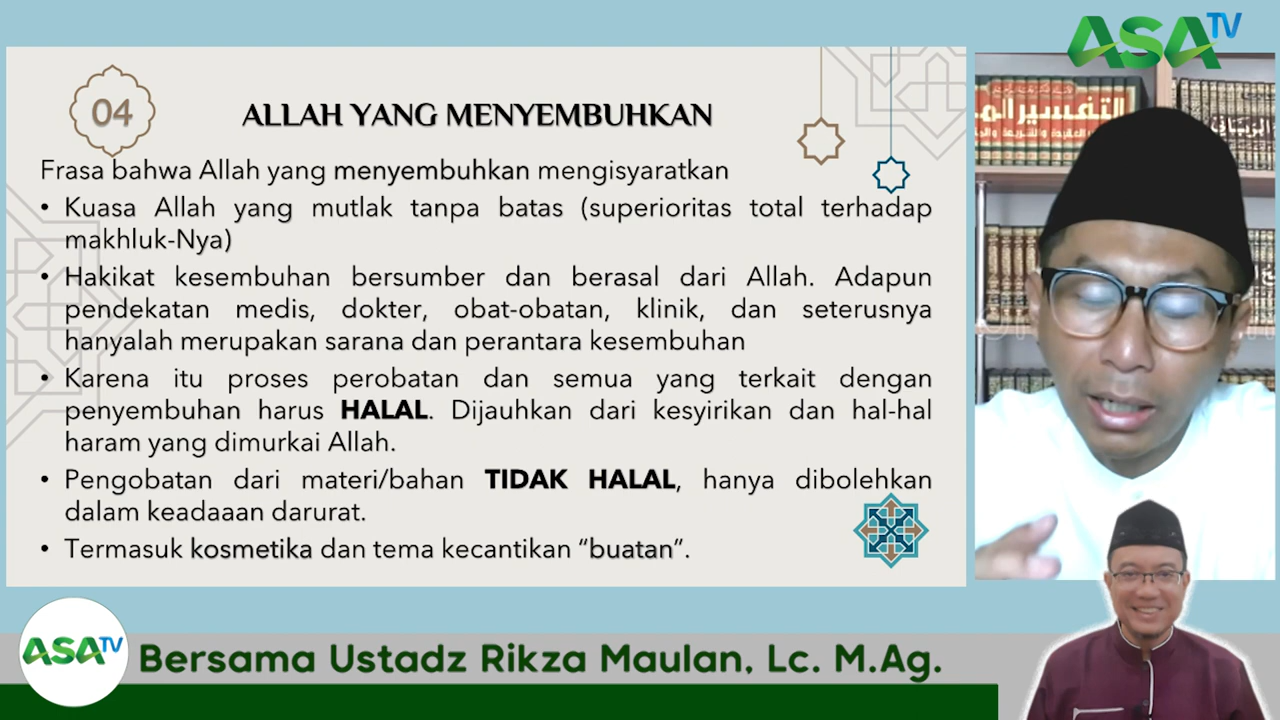 ASATV
04
ALLAH YANG MENYEMBUHKAN
Frasa bahwa Allah yang menyembuhkan mengisyaratkan
• Kuasa Allah yang mutlak tanpa batas (superioritas total terhadap
makhluk-Nya)
• Hakikat kesembuhan bersumber dan berasal dari Allah. Adapun
pendekatan medis, dokter, obat-obatan, klinik, dan seterusnya
hanyalah merupakan sarana dan perantara kesembuhan
• Karena itu proses perobatan dan semua yang terkait dengan
penyembuhan harus HALAL. Dijauhkan dari kesyirikan dan hal-hal
haram yang dimurkai Allah.
• Pengobatan dari materi/bahan TIDAK HALAL, hanya dibolehkan
dalam keadaaan darurat.
• Termasuk kosmetika dan tema kecantikan “buatan”.
التفسير
ASATV
Bersama Ustadz Rikza Maulan, Lc. M.Ag.